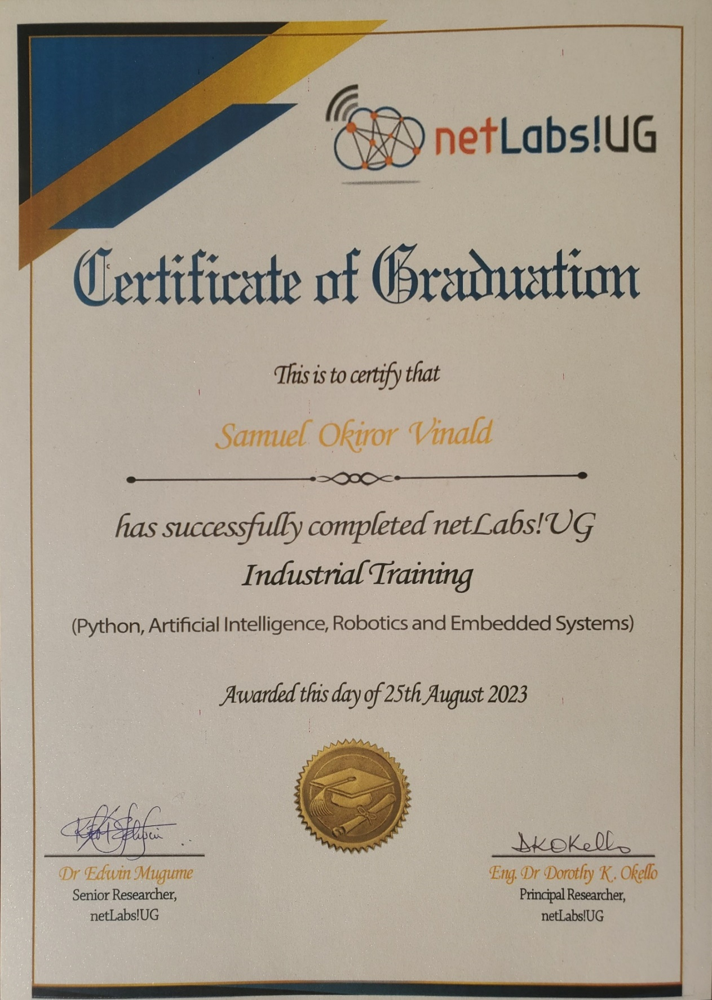 netLabs!UG
Certificate of Graduation
This is to certify that
Samuel Okiror Vinald
has successfully completed netLabs!UG
Industrial Training
(Python, Artificial Intelligence, Robotics and Embedded Systems)
Awarded this day of 25th August 2023
DKOKello
Dr Edwin Mugume
Eng. Dr Dorothy K. Okello
Senior Researcher,
Principal Researcher,
netLabs!UG
netLabs!UG